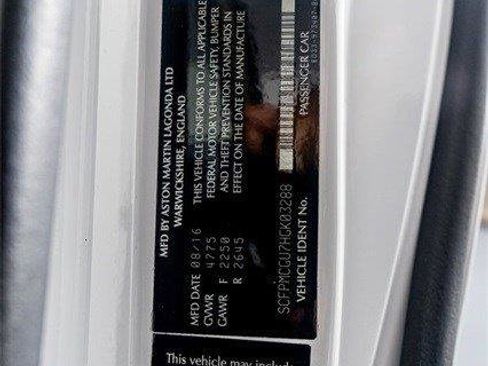 MFD BY ASTON MARTIN LAGONDA LTD
WARWICKSHIRE, ENGLAND
MFD DATE 08/16
GVWR 4775
GAWR F 2250
R 2645
THIS VEHICLE CONFORMS TO ALL APPLICABLE
FEDERAL MOTOR VEHICLE SAFETY, BUMPER
AND THEFT PREVENTION STANDARDS IN
EFFECT ON THE DATE OF MANUFACTURE
SCFPMCGU7HGK03288
VEHICLE IDENT No.
PASSENGER CAR
This vehicle may include